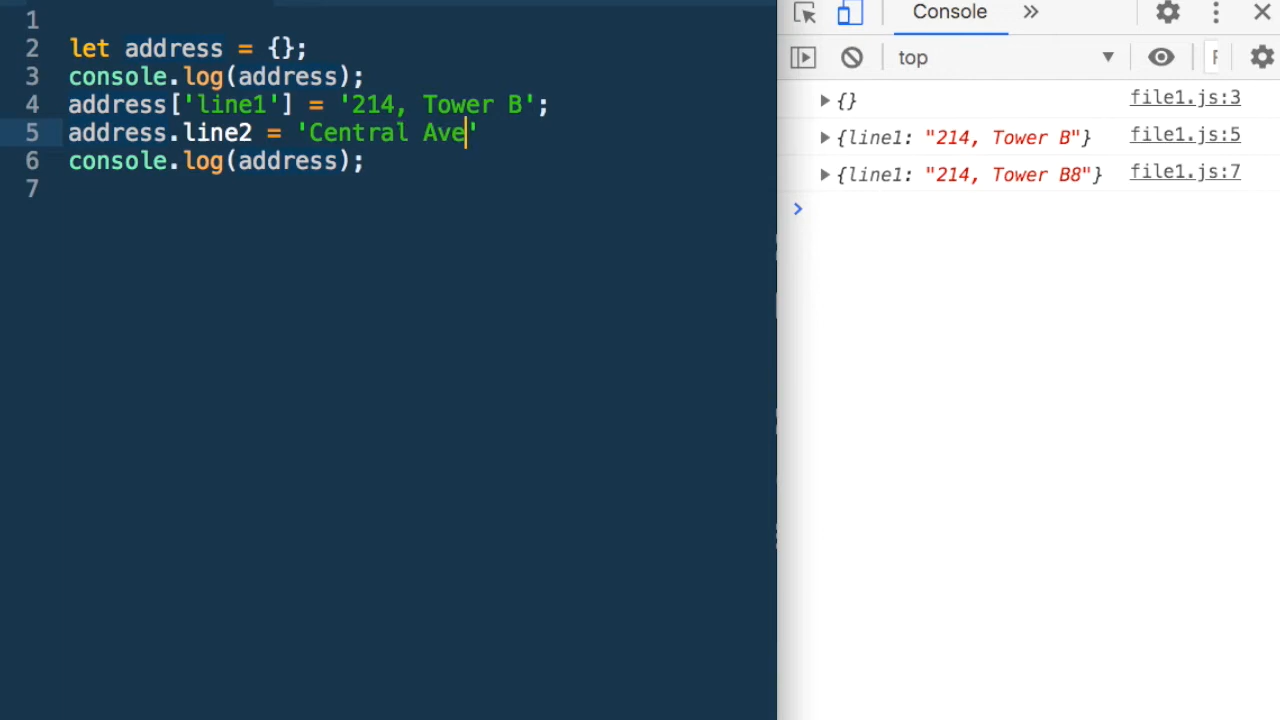 1
2 let address = {};
3 console.log(address);
4 address['line1'] = '214, Tower B';
5 address.line2 = 'Central Ave'
6 console.log(address);
7
Console »
top
{} file1.js:3
{line1: "214, Tower B"} file1.js:5
{line1: "214, Tower B8"} file1.js:7
>